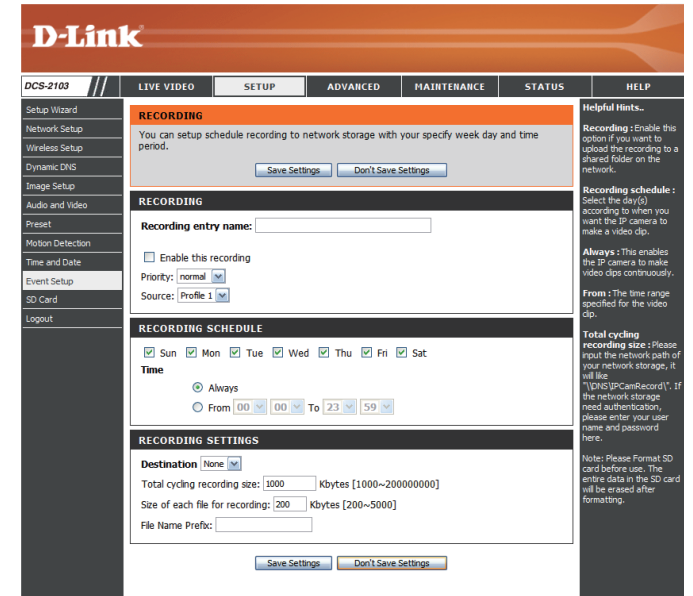 D-Link
DCS-2103
LIVE VIDEO SETUP ADVANCED MAINTENANCE STATUS HELP
Setup Wizard
Network Setup
Wireless Setup
Dynamic DNS
Image Setup
Audio and Video
Preset
Motion Detection
Time and Date
Event Setup
SD Card
Logout
RECORDING
You can setup schedule recording to network storage with your specify week day and time
period.
Save Settings Don't Save Settings
RECORDING
Recording entry name:
Enable this recording
Priority: normal
Source: Profile 1
RECORDING SCHEDULE
Sun Mon Tue Wed Thu Fri Sat
Time
Always
From 00 00 To 23 59
RECORDING SETTINGS
Destination None
Total cycling recording size: 1000 Kbytes [1000~200000000]
Size of each file for recording: 200 Kbytes [200~5000]
File Name Prefix:
Save Settings Don't Save Settings
Helpful Hints..
Recording : Enable this
option if you want to
upload the recording to a
shared folder on the
network.
Recording schedule :
Select the day(s)
according to when you
want the IP camera to
make a video clip.
Always : This enables
the IP camera to make
video clips continuously.
From : The time range
specified for the video
clip.
Total cycling
recording size : Please
input the network path of
your network storage, it
will like
"\\DNS\IPCamRecord\". If
the network storage
need authentication,
please enter your user
name and password
here.
Note: Please Format SD
card before use. The
entire data in the SD card
will be erased after
formatting.